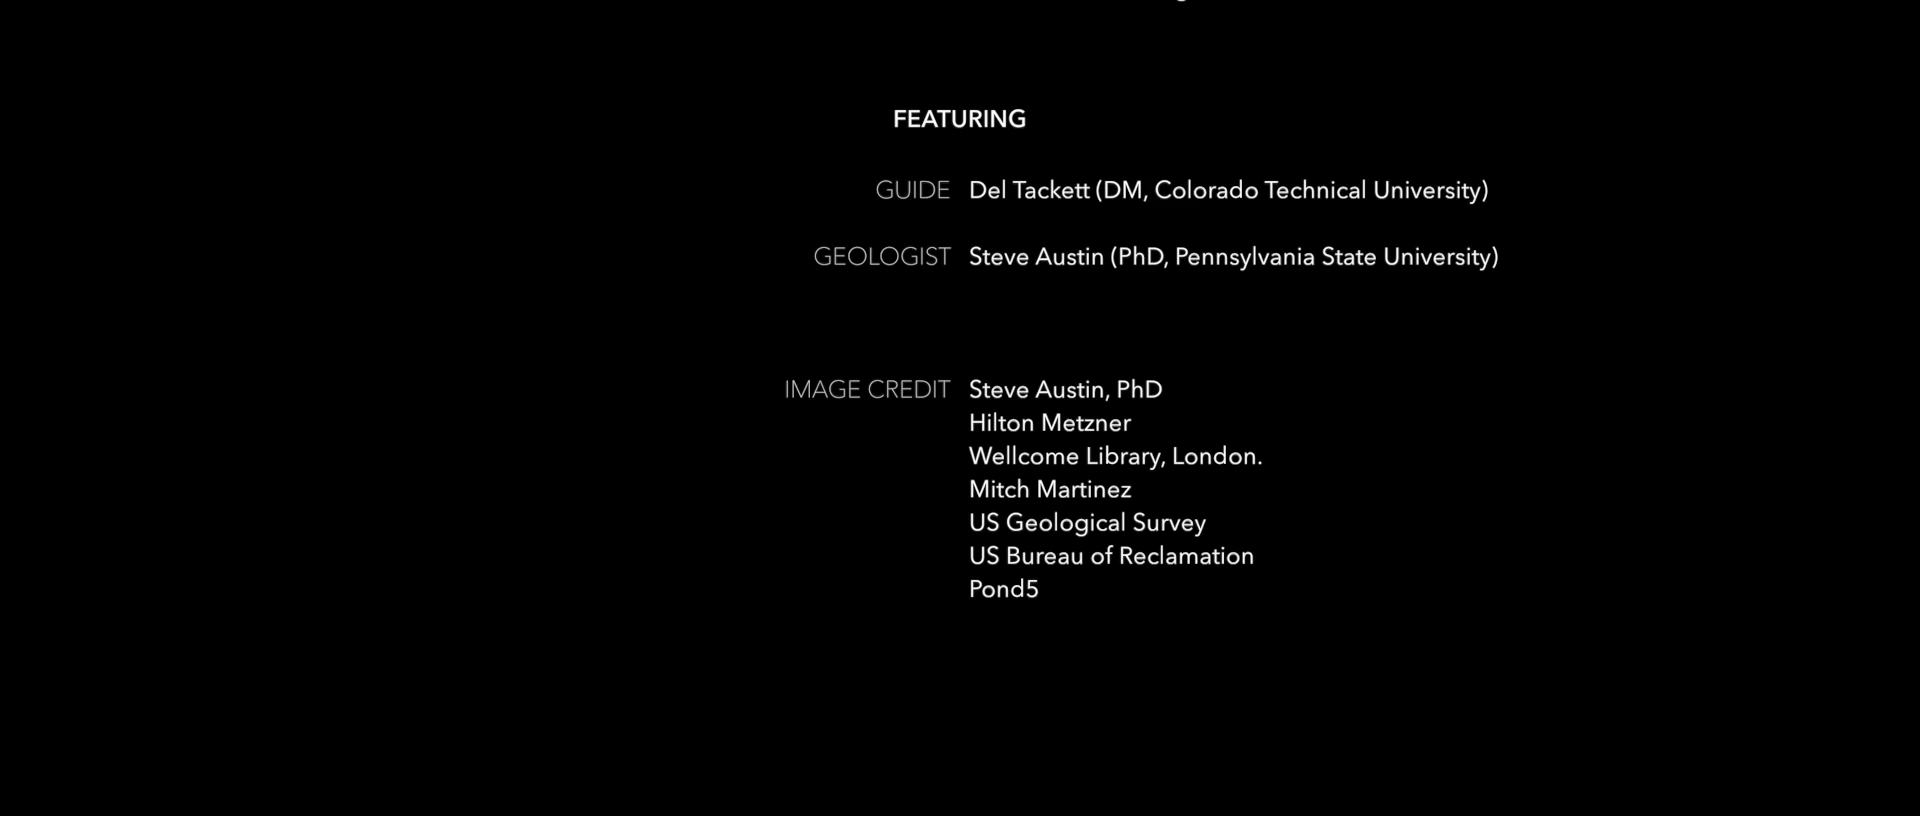 FEATURING
GUIDE Del Tackett (DM, Colorado Technical University)
GEOLOGIST Steve Austin (PhD, Pennsylvania State University)
IMAGE CREDIT Steve Austin, PhD
Hilton Metzner
Wellcome Library, London.
Mitch Martinez
US Geological Survey
US Bureau of Reclamation
Pond5